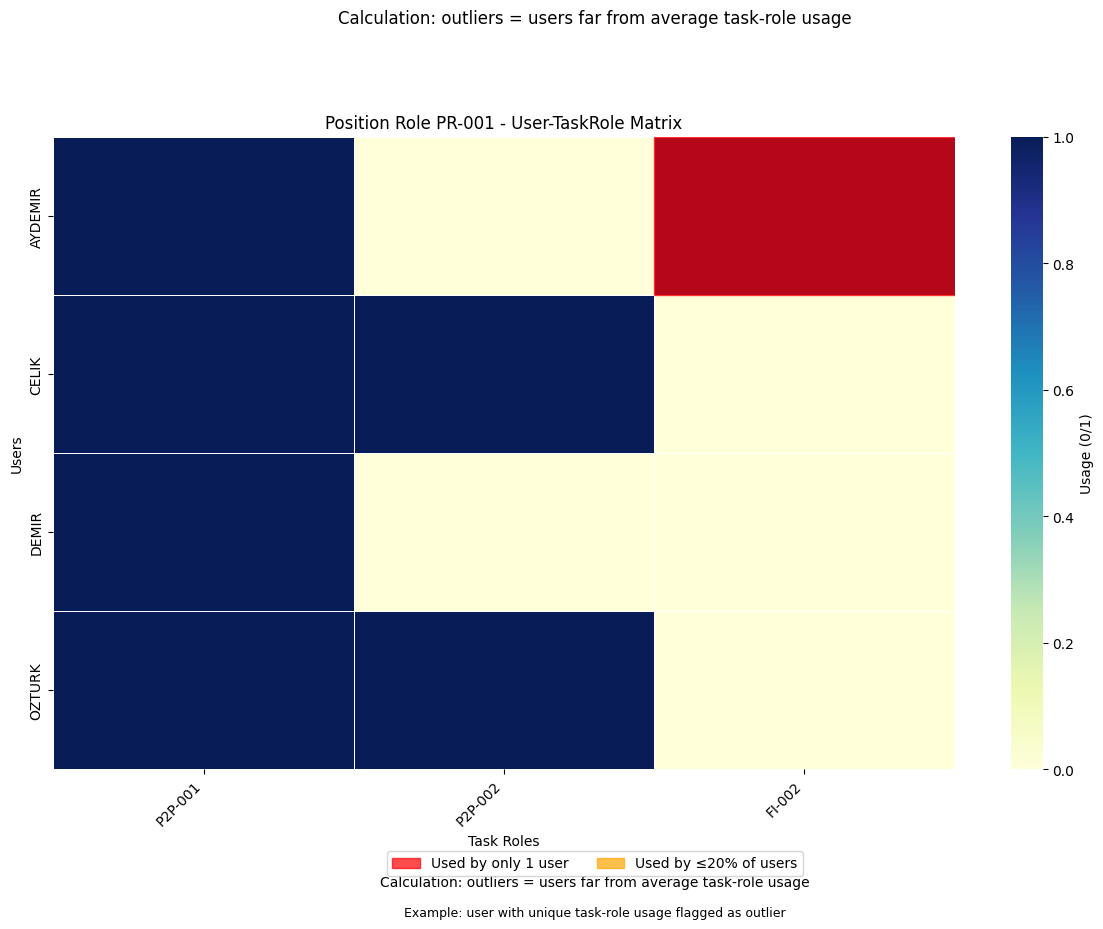 Calculation: outliers = users far from average task-role usage
Position Role PR-001 - User-TaskRole Matrix
Users
AYDEMIR
CELIK
DEMIR
OZTURK
P2P-001
P2P-002
FI-002
Task Roles
1.0
0.8
0.6
0.4
0.2
0.0
Usage (0/1)
Used by only 1 user
Used by ≤20% of users
Calculation: outliers = users far from average task-role usage
Example: user with unique task-role usage flagged as outlier